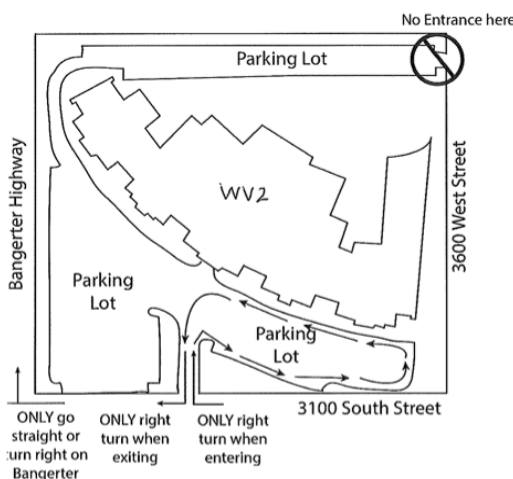 No Entrance here
Parking Lot
Bangerter Highway
WV2
3600 West Street
Parking
Lot
Parking
Lot
3100 South Street
ONLY go
straight or
turn right on
Bangerter
ONLY right
turn when
exiting
ONLY right
turn when
entering